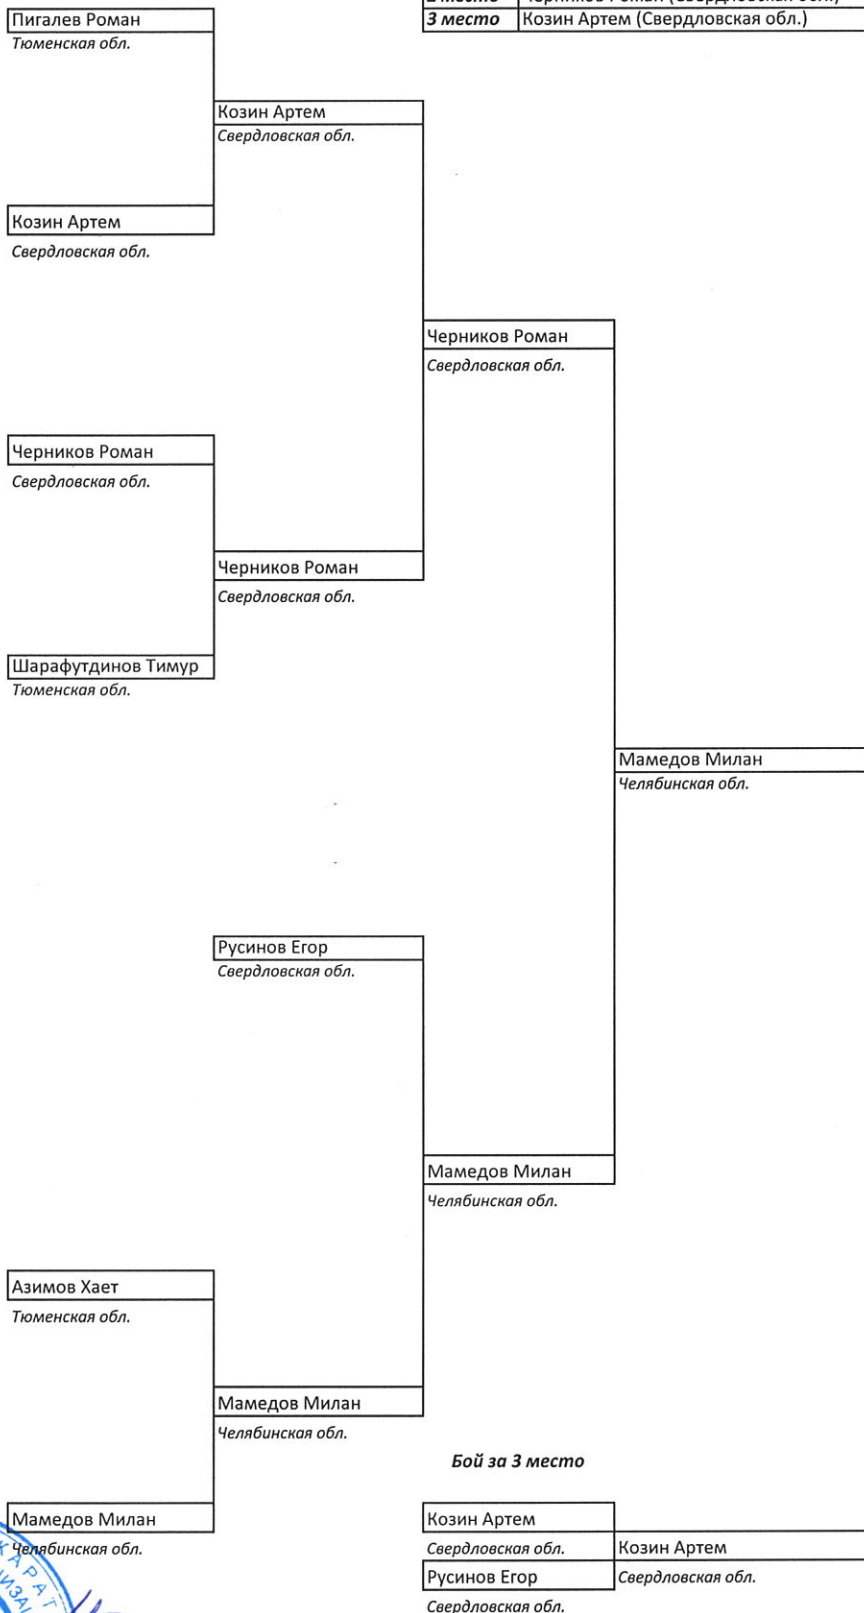 2 место Черников Роман (Свердловская обл.)
3 место Козин Артем (Свердловская обл.)
Пигалев Роман
Тюменская обл.
Козин Артем
Свердловская обл.
Козин Артем
Свердловская обл.
Черников Роман
Свердловская обл.
Черников Роман
Свердловская обл.
Черников Роман
Свердловская обл.
Шарафутдинов Тимур
Тюменская обл.
Мамедов Милан
Челябинская обл.
Русинов Егор
Свердловская обл.
Мамедов Милан
Челябинская обл.
Азимов Хает
Тюменская обл.
Мамедов Милан
Челябинская обл.
Мамедов Милан
Челябинская обл.
Бой за 3 место
Козин Артем
Свердловская обл.
Козин Артем
Свердловская обл.
Русинов Егор
Свердловская обл.